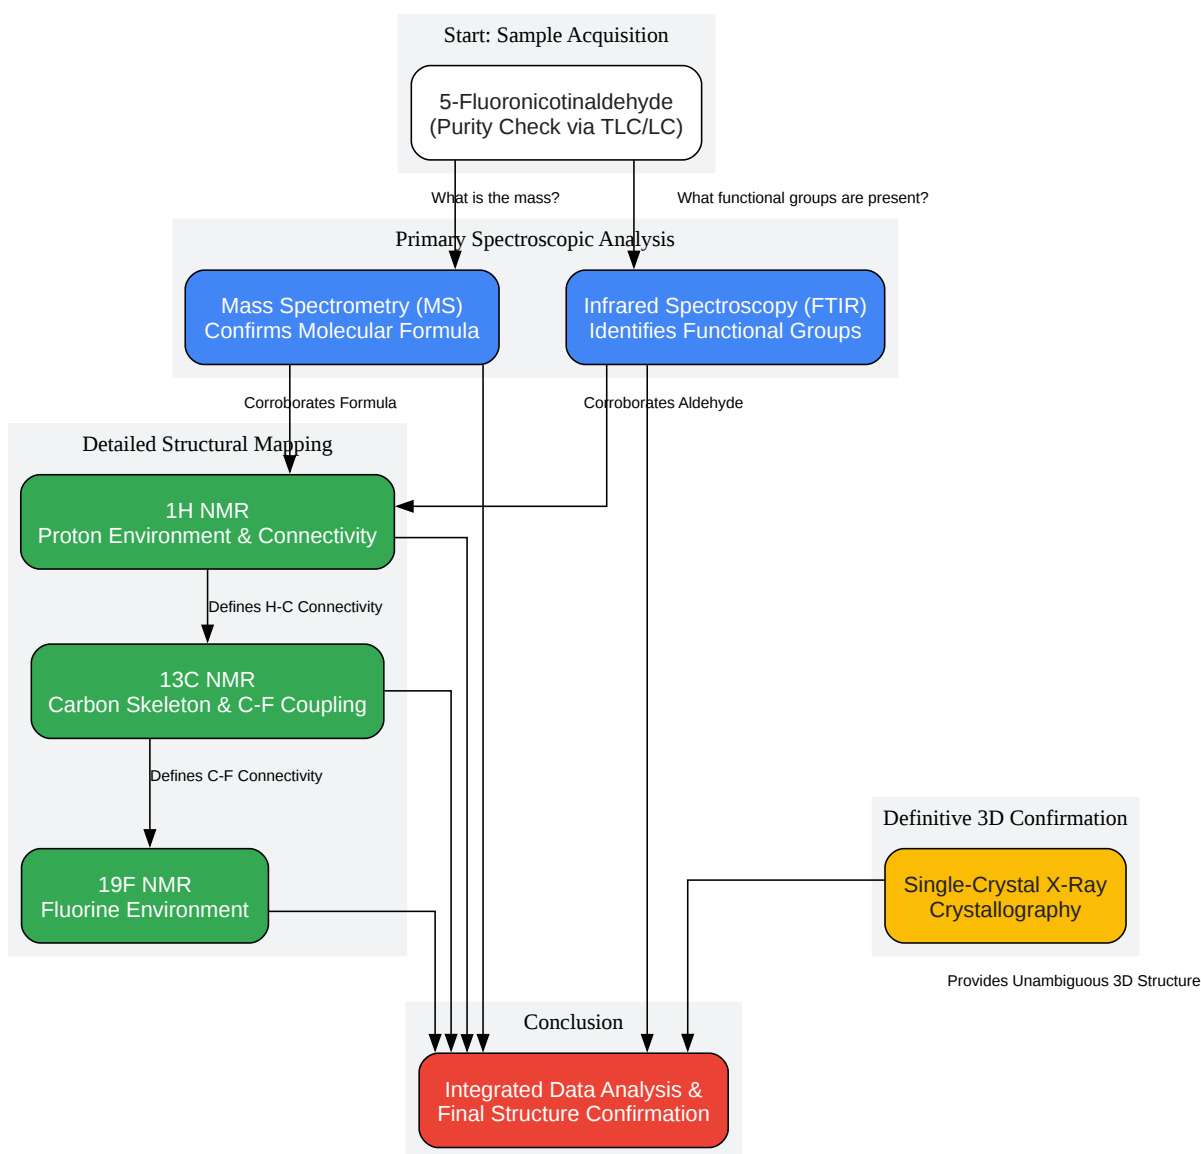 Start: Sample Acquisition
5-Fluoronicotinaldehyde
(Purity Check via TLC/LC)
What is the mass?
What functional groups are present?
Primary Spectroscopic Analysis
Mass Spectrometry (MS)
Confirms Molecular Formula
Infrared Spectroscopy (FTIR)
Identifies Functional Groups
Corroborates Formula
Corroborates Aldehyde
Detailed Structural Mapping
1H NMR
Proton Environment & Connectivity
Defines H-C Connectivity
13C NMR
Carbon Skeleton & C-F Coupling
Defines C-F Connectivity
19F NMR
Fluorine Environment
Definitive 3D Confirmation
Single-Crystal X-Ray
Crystallography
Provides Unambiguous 3D Structure
Conclusion
Integrated Data Analysis &
Final Structure Confirmation